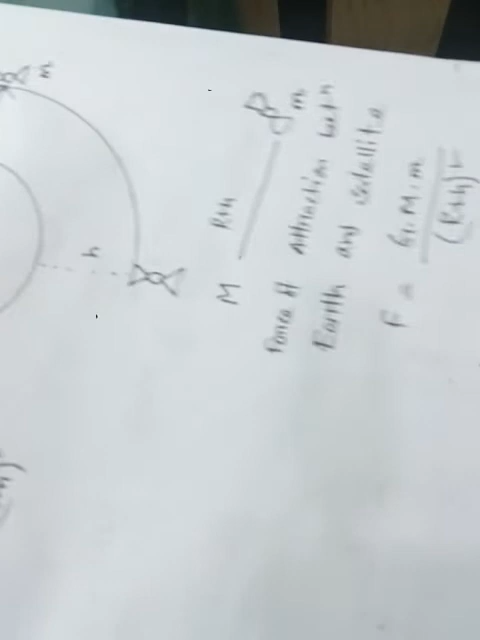 m
h
M R+h m
Force of Attraction betn
Earth and satellite
F = G.M.m
(R+h)²